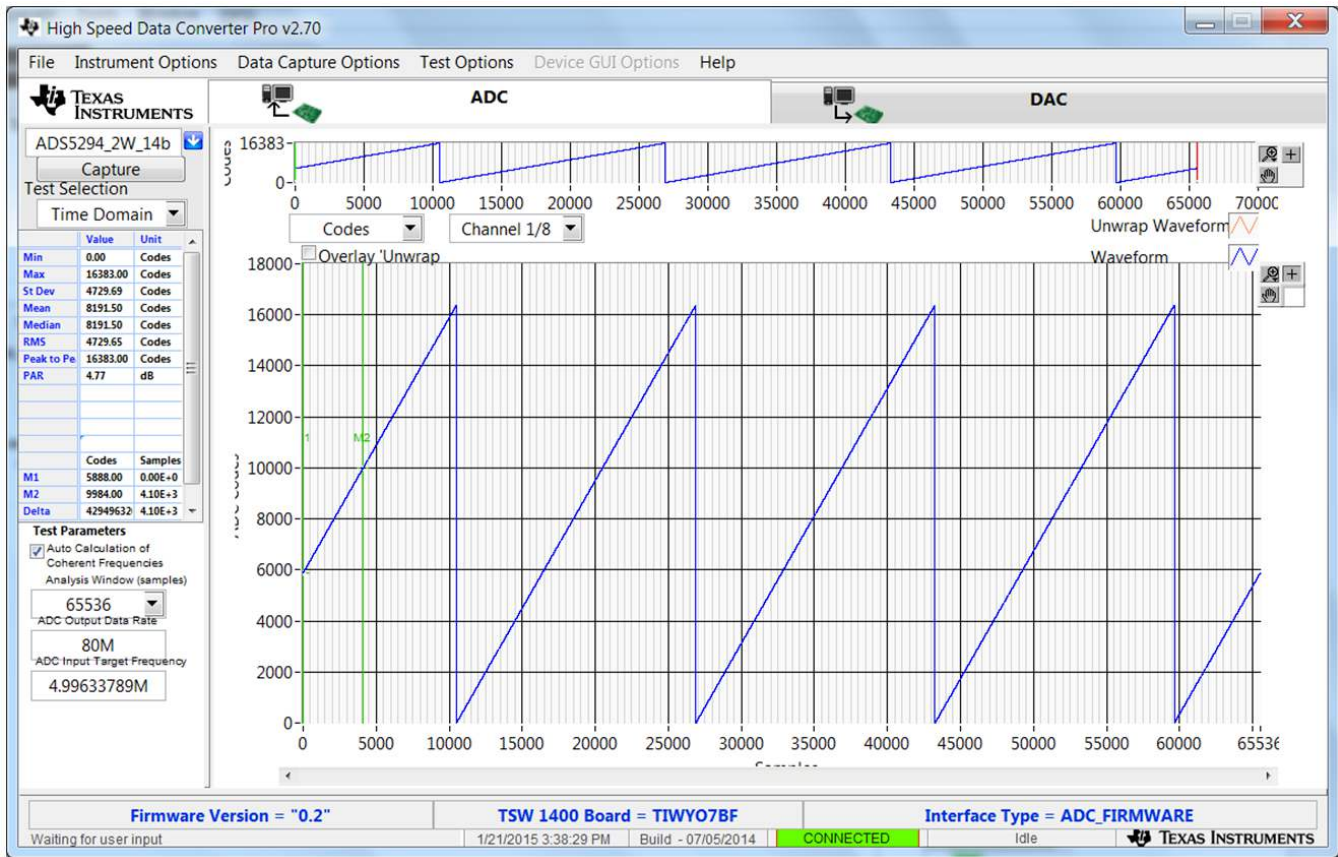 High Speed Data Converter Pro v2.70
File Instrument Options Data Capture Options Test Options Device GUI Options Help
TEXAS INSTRUMENTS
ADC
DAC
ADS5294_2W_14b
Capture
Test Selection
Time Domain
Value Unit
Min 0.00 Codes
Max 16383.00 Codes
St Dev 4729.69 Codes
Mean 8191.50 Codes
Median 8191.50 Codes
RMS 4729.65 Codes
Peak to Pe 16383.00 Codes
PAR 4.77 dB
Codes Samples
M1 5888.00 0.00E+0
M2 9984.00 4.10E+3
Delta 42949632 4.10E+3
Test Parameters
Auto Calculation of
Coherent Frequencies
Analysis Window (samples)
65536
ADC Output Data Rate
80M
ADC Input Target Frequency
4.99633789M
16383
0
0 5000 10000 15000 20000 25000 30000 35000 40000 45000 50000 55000 60000 65000 70000
Codes
Channel 1/8
Unwrap Waveform
Overlay 'Unwrap
Waveform
18000
16000
14000
12000
1 M2
10000
8000
6000
4000
2000
0
0 5000 10000 15000 20000 25000 30000 35000 40000 45000 50000 55000 60000 65536
Firmware Version = "0.2"
TSW 1400 Board = TIWYO7BF
Interface Type = ADC_FIRMWARE
Waiting for user input
1/21/2015 3:38:29 PM
Build - 07/05/2014
CONNECTED
Idle
TEXAS INSTRUMENTS